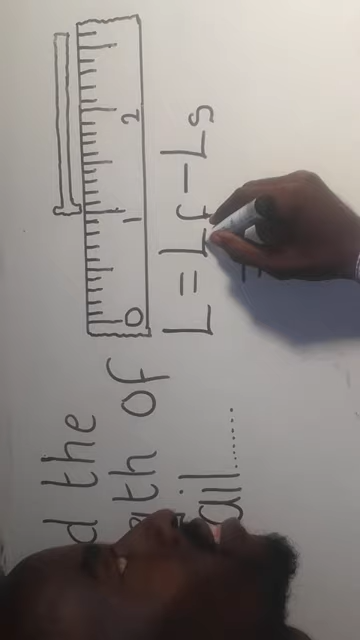 d the
th of
ail........
0 1 2
L = Lf - Ls
=